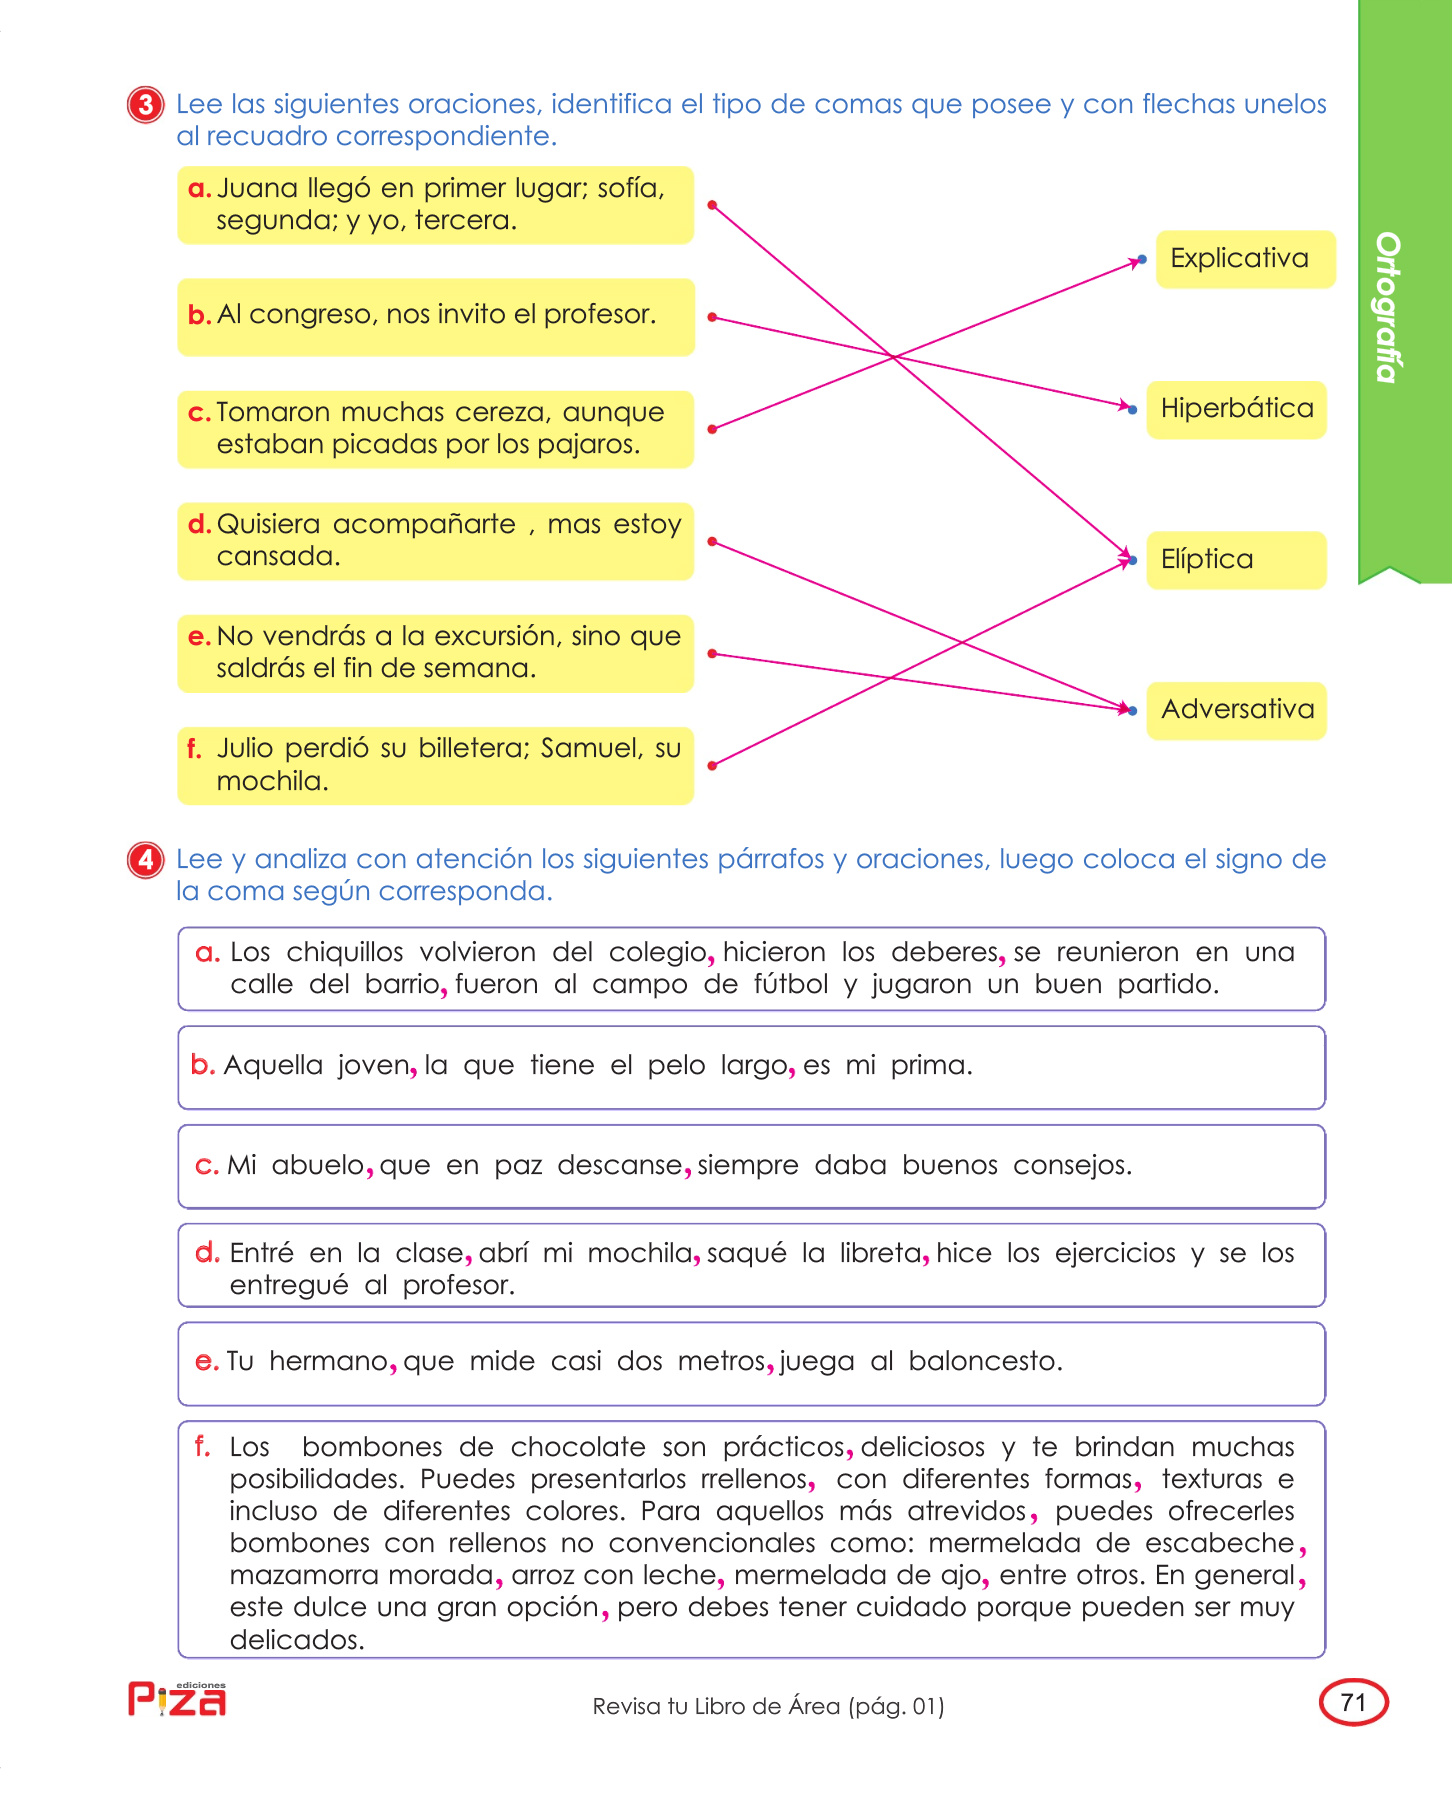 3 Lee las siguientes oraciones, identifica el tipo de comas que posee y con flechas unelos
al recuadro correspondiente.
a. Juana llegó en primer lugar; sofía,
segunda; y yo, tercera.
b. Al congreso, nos invito el profesor.
c. Tomaron muchas cereza, aunque
estaban picadas por los pajaros.
d. Quisiera acompañarte , mas estoy
cansada.
e. No vendrás a la excursión, sino que
saldrás el fin de semana.
f. Julio perdió su billetera; Samuel, su
mochila.
Explicativa
Hiperbática
Elíptica
Adversativa
Ortografía
4 Lee y analiza con atención los siguientes párrafos y oraciones, luego coloca el signo de
la coma según corresponda.
a. Los chiquillos volvieron del colegio, hicieron los deberes, se reunieron en una
calle del barrio, fueron al campo de fútbol y jugaron un buen partido.
b. Aquella joven, la que tiene el pelo largo, es mi prima.
c. Mi abuelo, que en paz descanse, siempre daba buenos consejos.
d. Entré en la clase, abrí mi mochila, saqué la libreta, hice los ejercicios y se los
entregué al profesor.
e. Tu hermano, que mide casi dos metros, juega al baloncesto.
f. Los bombones de chocolate son prácticos, deliciosos y te brindan muchas
posibilidades. Puedes presentarlos rrellenos, con diferentes formas, texturas e
incluso de diferentes colores. Para aquellos más atrevidos, puedes ofrecerles
bombones con rellenos no convencionales como: mermelada de escabeche,
mazamorra morada, arroz con leche, mermelada de ajo, entre otros. En general,
este dulce una gran opción, pero debes tener cuidado porque pueden ser muy
delicados.
ediciones
Piza
Revisa tu Libro de Área (pág. 01)
71